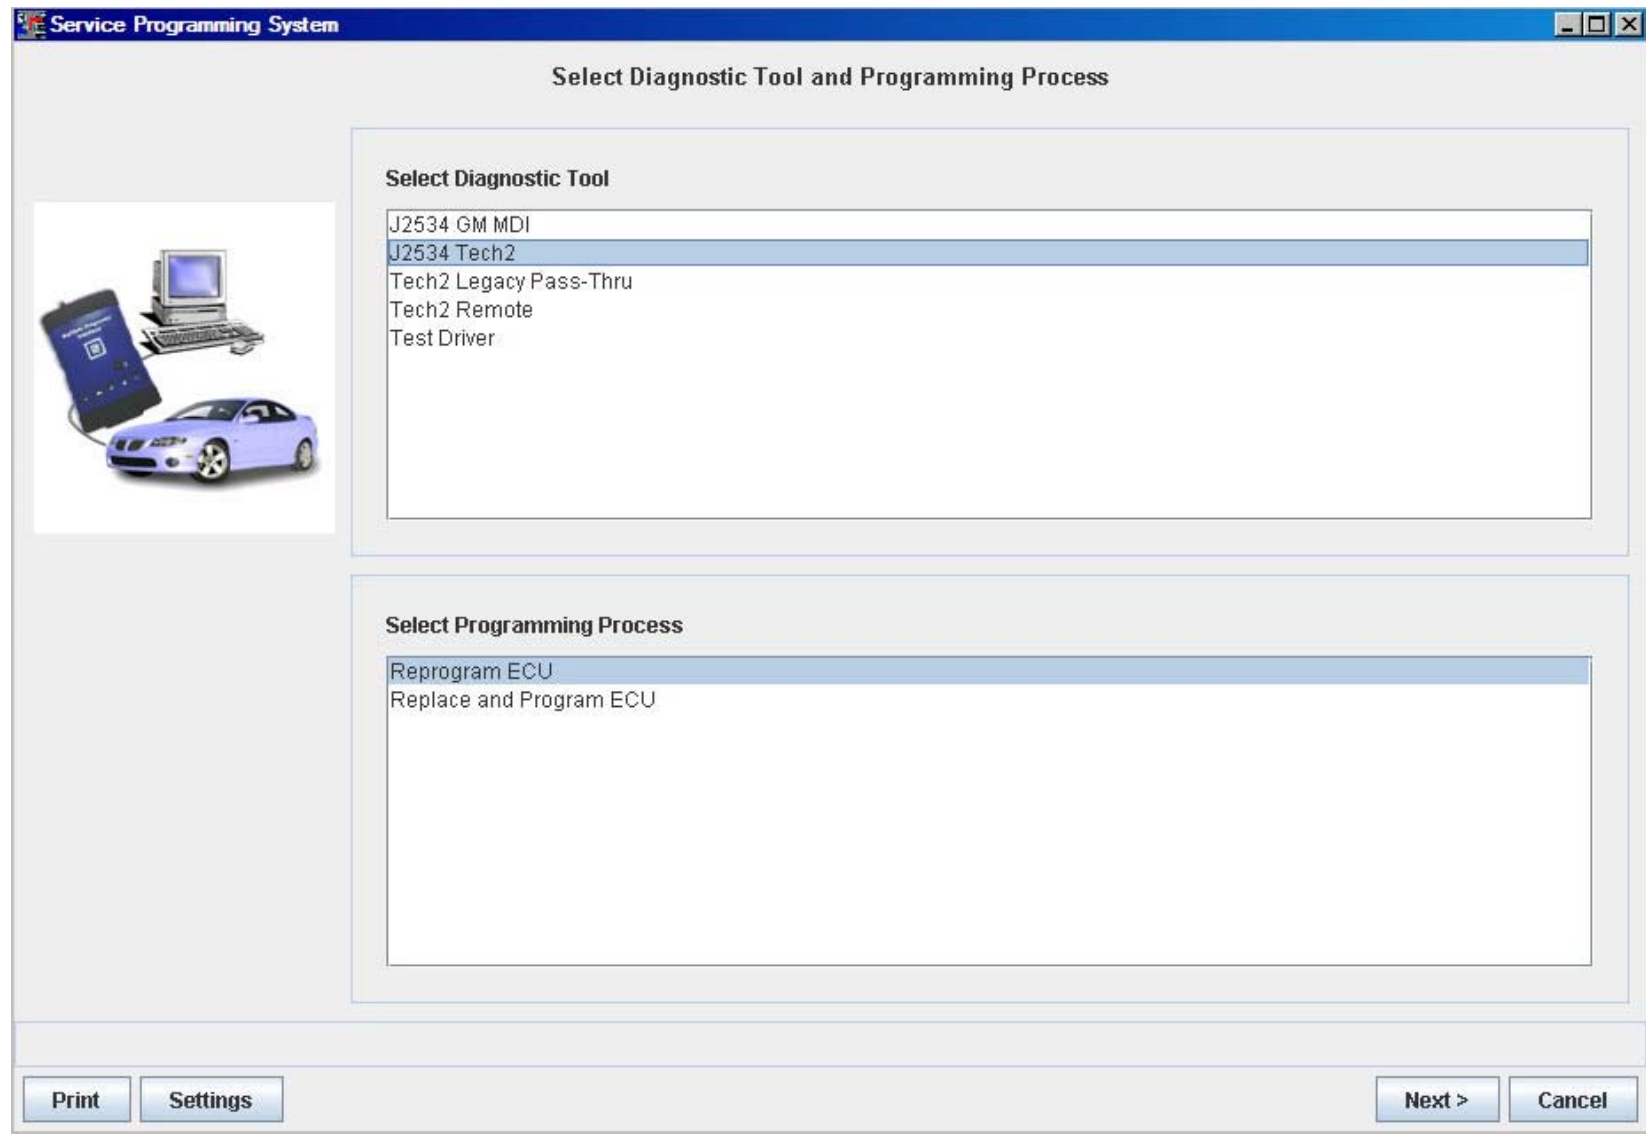 Service Programming System
Select Diagnostic Tool and Programming Process
Select Diagnostic Tool
J2534 GM MDI
J2534 Tech2
Tech2 Legacy Pass-Thru
Tech2 Remote
Test Driver
Select Programming Process
Reprogram ECU
Replace and Program ECU
Print
Settings
Next >
Cancel